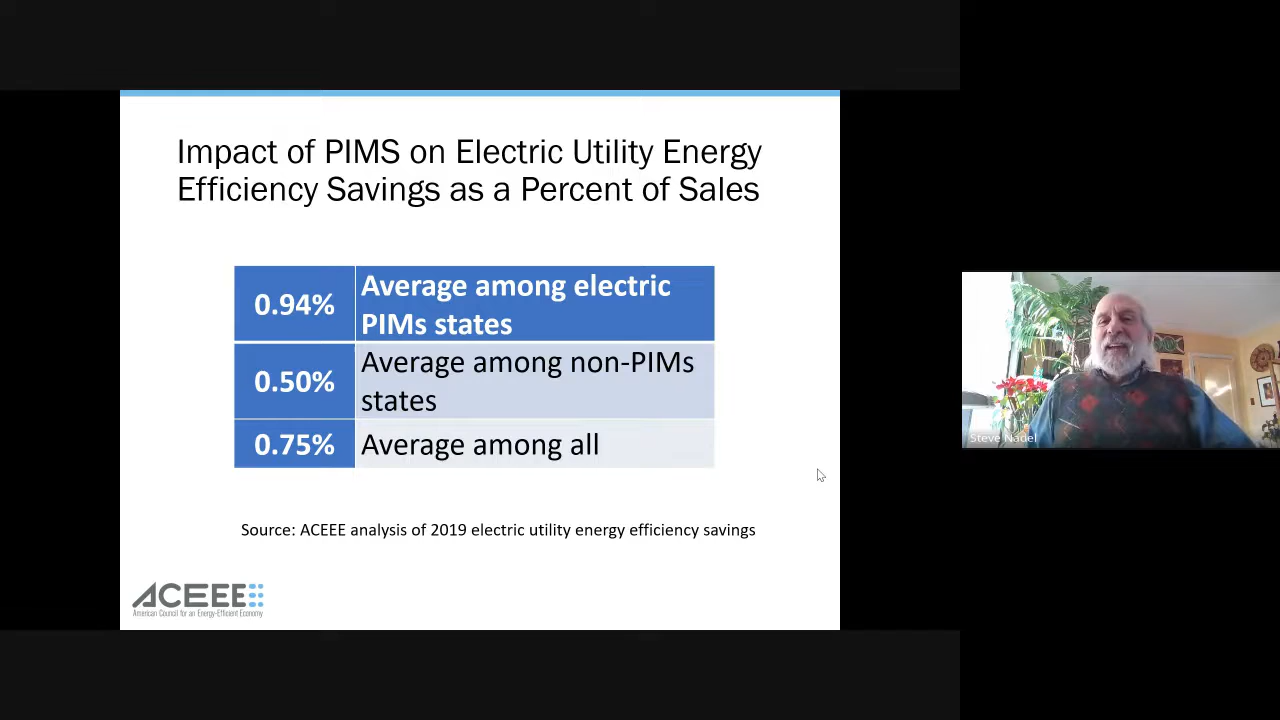 Impact of PIMS on Electric Utility Energy
Efficiency Savings as a Percent of Sales
0.94%
Average among electric
PIMs states
0.50%
Average among non-PIMs
states
0.75%
Average among all
Source: ACEEE analysis of 2019 electric utility energy efficiency savings
ACEEE
American Council for an Energy-Efficient Economy
Steve Nadel